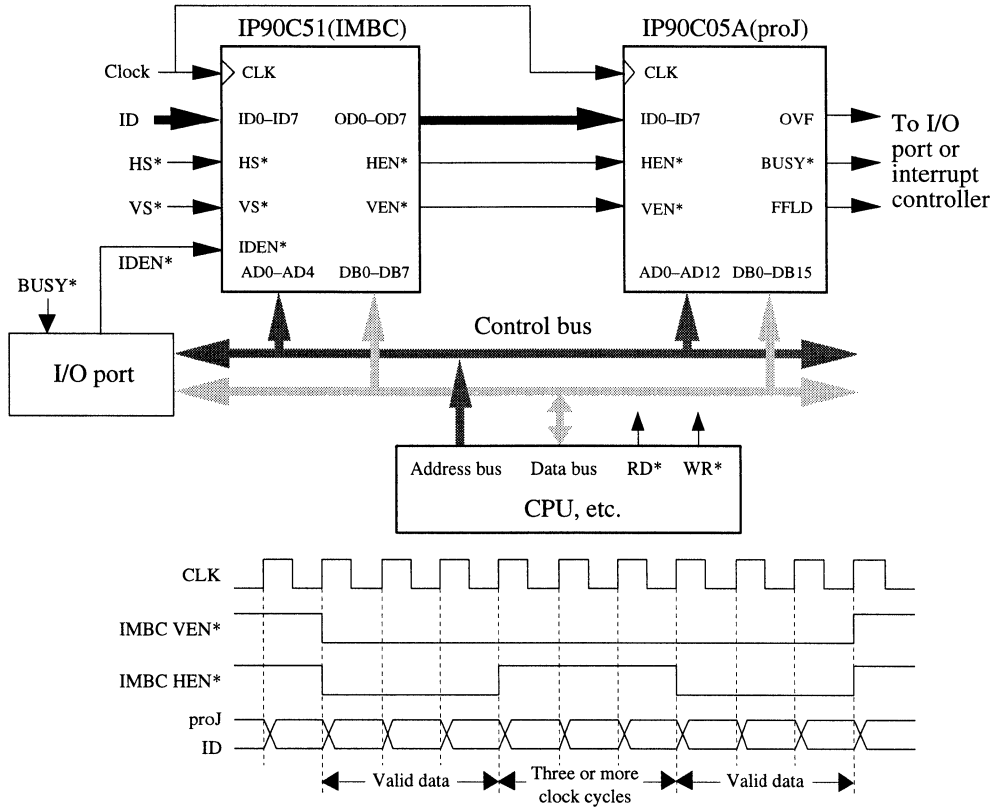 IP90C51(IMBC)
IP90C05A(proJ)
Clock
CLK
CLK
ID
ID0–ID7
OD0–OD7
ID0–ID7
OVF
HS*
HS*
HEN*
HEN*
BUSY*
VS*
VS*
VEN*
VEN*
FFLD
To I/O
port or
interrupt
controller
IDEN*
IDEN*
AD0–AD4
DB0–DB7
AD0–AD12
DB0–DB15
BUSY*
I/O port
Control bus
Address bus
Data bus
RD*
WR*
CPU, etc.
CLK
IMBC VEN*
IMBC HEN*
proJ
ID
Valid data
Three or more
clock cycles
Valid data